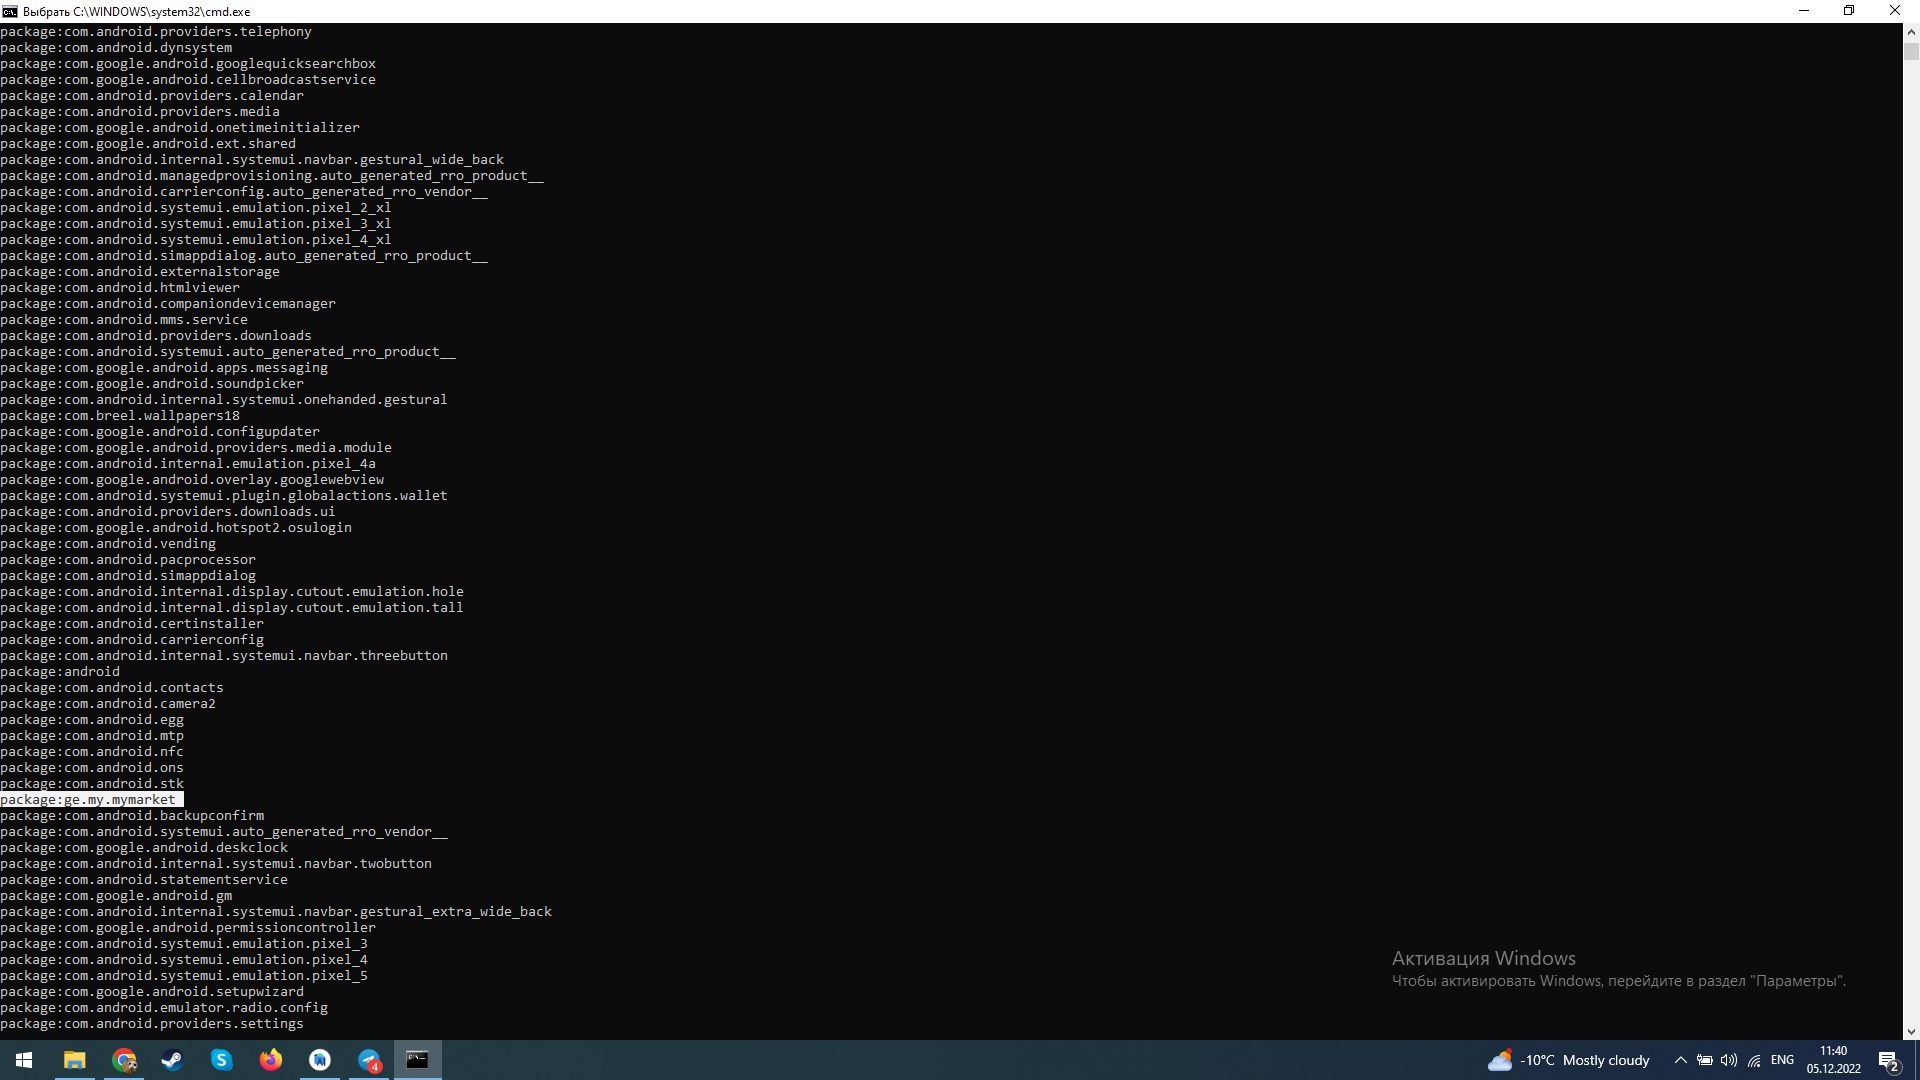 Выбрать C:\WINDOWS\system32\cmd.exe
package:com.android.providers.telephony
package:com.android.dynsystem
package:com.google.android.googlequicksearchbox
package:com.google.android.cellbroadcastservice
package:com.android.providers.calendar
package:com.android.providers.media
package:com.google.android.onetimeinitializer
package:com.google.android.ext.shared
package:com.android.internal.systemui.navbar.gestural_wide_back
package:com.android.managedprovisioning.auto_generated_rro_product__
package:com.android.carrierconfig.auto_generated_rro_vendor__
package:com.android.systemui.emulation.pixel_2_xl
package:com.android.systemui.emulation.pixel_3_xl
package:com.android.systemui.emulation.pixel_4_xl
package:com.android.simappdialog.auto_generated_rro_product__
package:com.android.externalstorage
package:com.android.htmlviewer
package:com.android.companiondevicemanager
package:com.android.mms.service
package:com.android.providers.downloads
package:com.android.systemui.auto_generated_rro_product__
package:com.google.android.apps.messaging
package:com.google.android.soundpicker
package:com.android.internal.systemui.onehanded.gestural
package:com.breel.wallpapers18
package:com.google.android.configupdater
package:com.google.android.providers.media.module
package:com.android.internal.emulation.pixel_4a
package:com.google.android.overlay.googlewebview
package:com.android.systemui.plugin.globalactions.wallet
package:com.android.providers.downloads.ui
package:com.google.android.hotspot2.osulogin
package:com.android.vending
package:com.android.pacprocessor
package:com.android.simappdialog
package:com.android.internal.display.cutout.emulation.hole
package:com.android.internal.display.cutout.emulation.tall
package:com.android.certinstaller
package:com.android.carrierconfig
package:com.android.internal.systemui.navbar.threebutton
package:android
package:com.android.contacts
package:com.android.camera2
package:com.android.egg
package:com.android.mtp
package:com.android.nfc
package:com.android.ons
package:com.android.stk
package:ge.my.mymarket
package:com.android.backupconfirm
package:com.android.systemui.auto_generated_rro_vendor__
package:com.google.android.deskclock
package:com.android.internal.systemui.navbar.twobutton
package:com.android.statementservice
package:com.google.android.gm
package:com.android.internal.systemui.navbar.gestural_extra_wide_back
package:com.google.android.permissioncontroller
package:com.android.systemui.emulation.pixel_3
package:com.android.systemui.emulation.pixel_4
package:com.android.systemui.emulation.pixel_5
package:com.google.android.setupwizard
package:com.android.emulator.radio.config
package:com.android.providers.settings
Активация Windows
Чтобы активировать Windows, перейдите в раздел "Параметры".
4
-10°C Mostly cloudy
ENG
11:40
05.12.2022
2